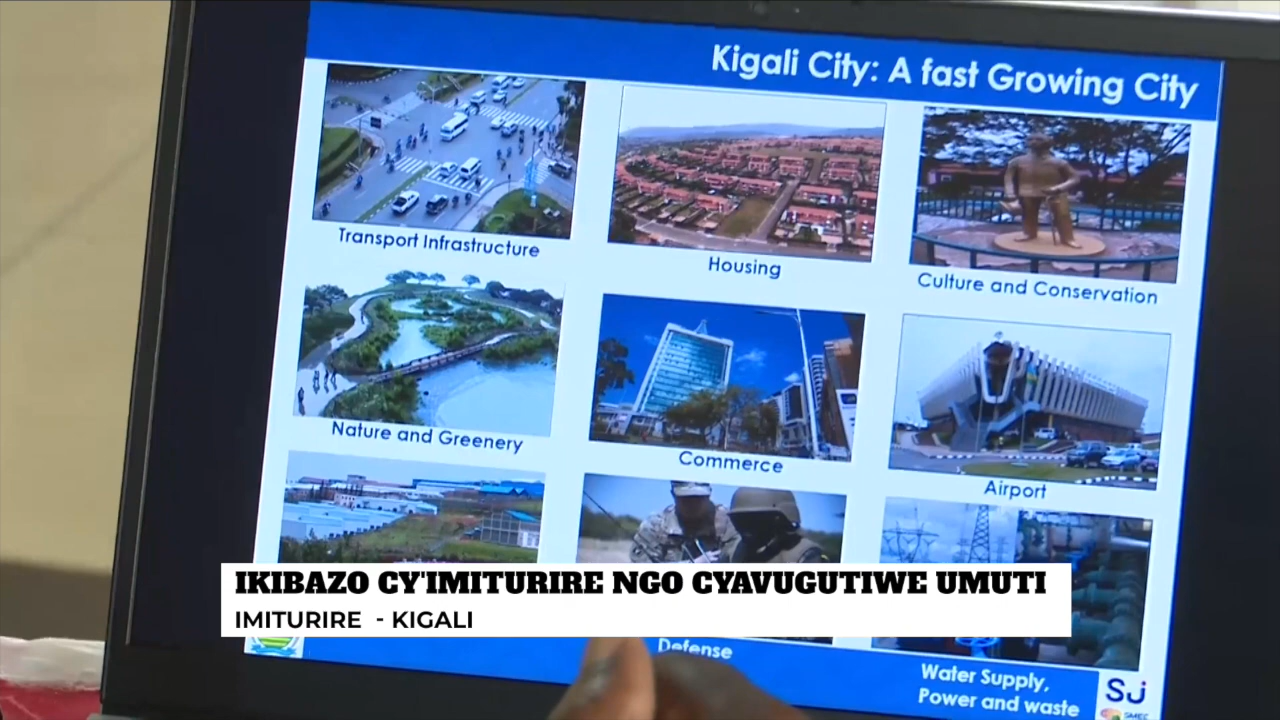 Kigali City: A fast Growing City
Transport Infrastructure
Housing
Culture and Conservation
Nature and Greenery
Commerce
Airport
IKIBAZO CY'IMITURIRE NGO CYAVUGUTIWE UMUTI
IMITURIRE - KIGALI
Defense
Water Supply,
Power and waste
SJ
SMEC